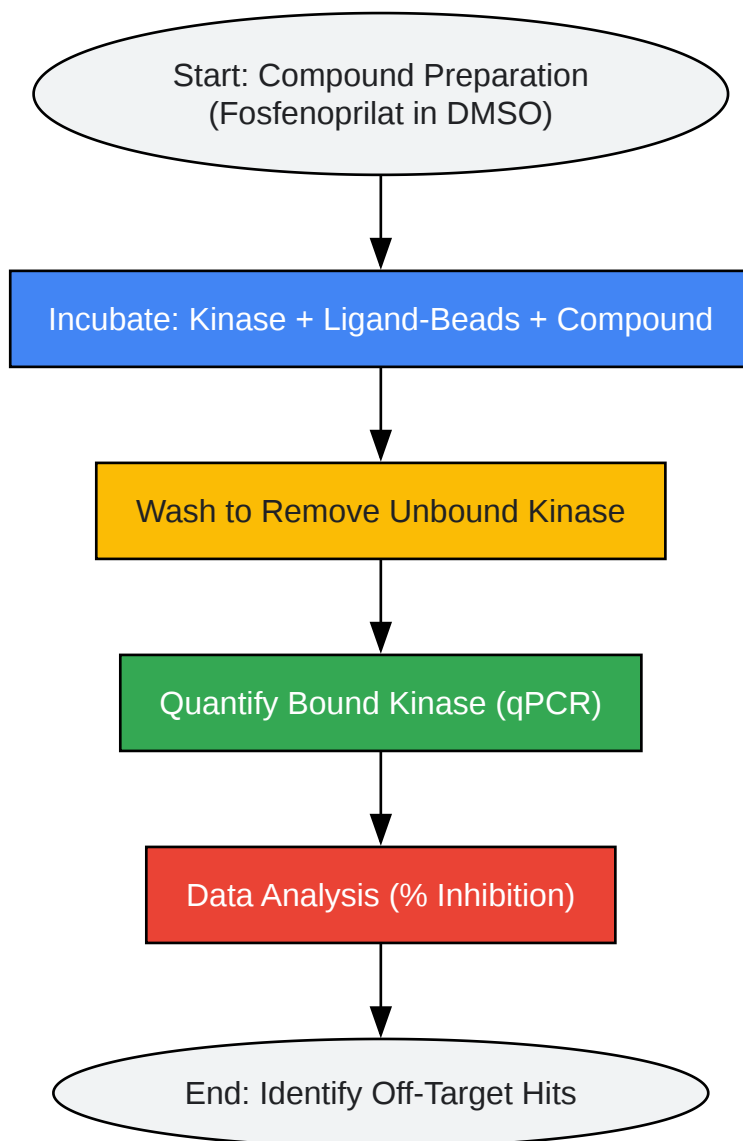 Start: Compound Preparation
(Fosfenoprilat in DMSO)
Incubate: Kinase + Ligand-Beads + Compound
Wash to Remove Unbound Kinase
Quantify Bound Kinase (qPCR)
Data Analysis (% Inhibition)
End: Identify Off-Target Hits